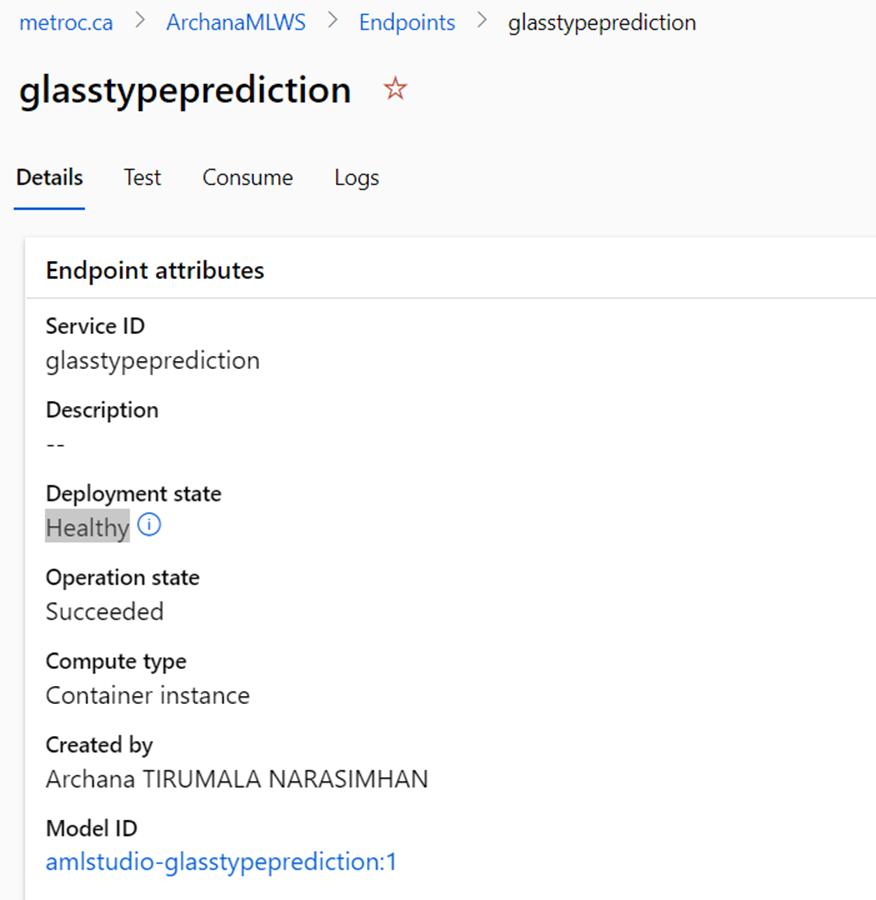 metroc.ca > ArchanaMLWS > Endpoints > glasstypeprediction
glasstypeprediction
Details Test Consume Logs
Endpoint attributes
Service ID
glasstypeprediction
Description
--
Deployment state
Healthy
Operation state
Succeeded
Compute type
Container instance
Created by
Archana TIRUMALA NARASIMHAN
Model ID
amlstudio-glasstypeprediction:1